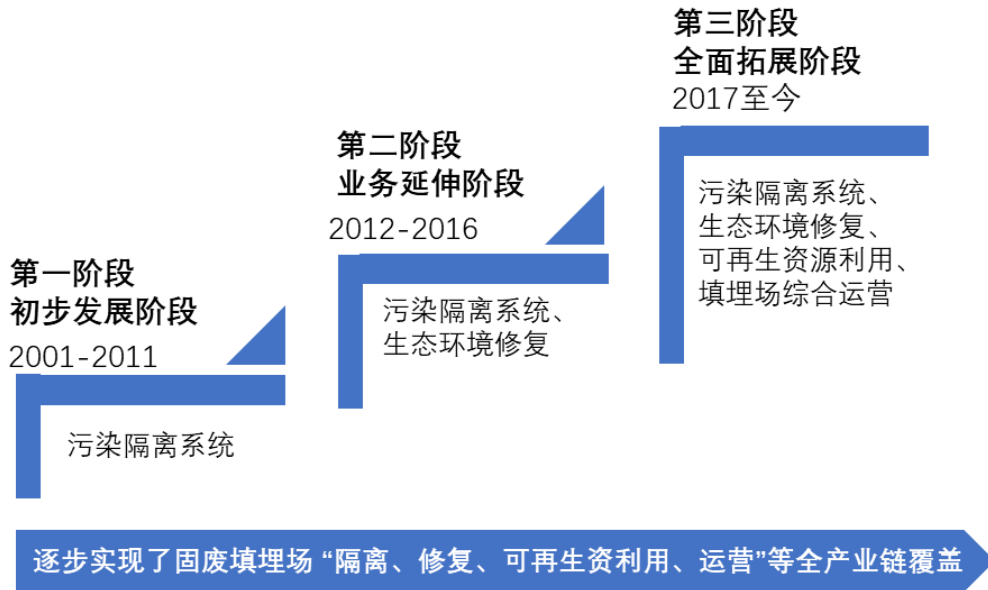 第一阶段
初步发展阶段
2001-2011
污染隔离系统
第二阶段
业务延伸阶段
2012-2016
污染隔离系统、
生态环境修复
第三阶段
全面拓展阶段
2017至今
污染隔离系统、
生态环境修复、
可再生资源利用、
填埋场综合运营
逐步实现了固废填埋场 “隔离、修复、可再生资利用、运营”等全产业链覆盖